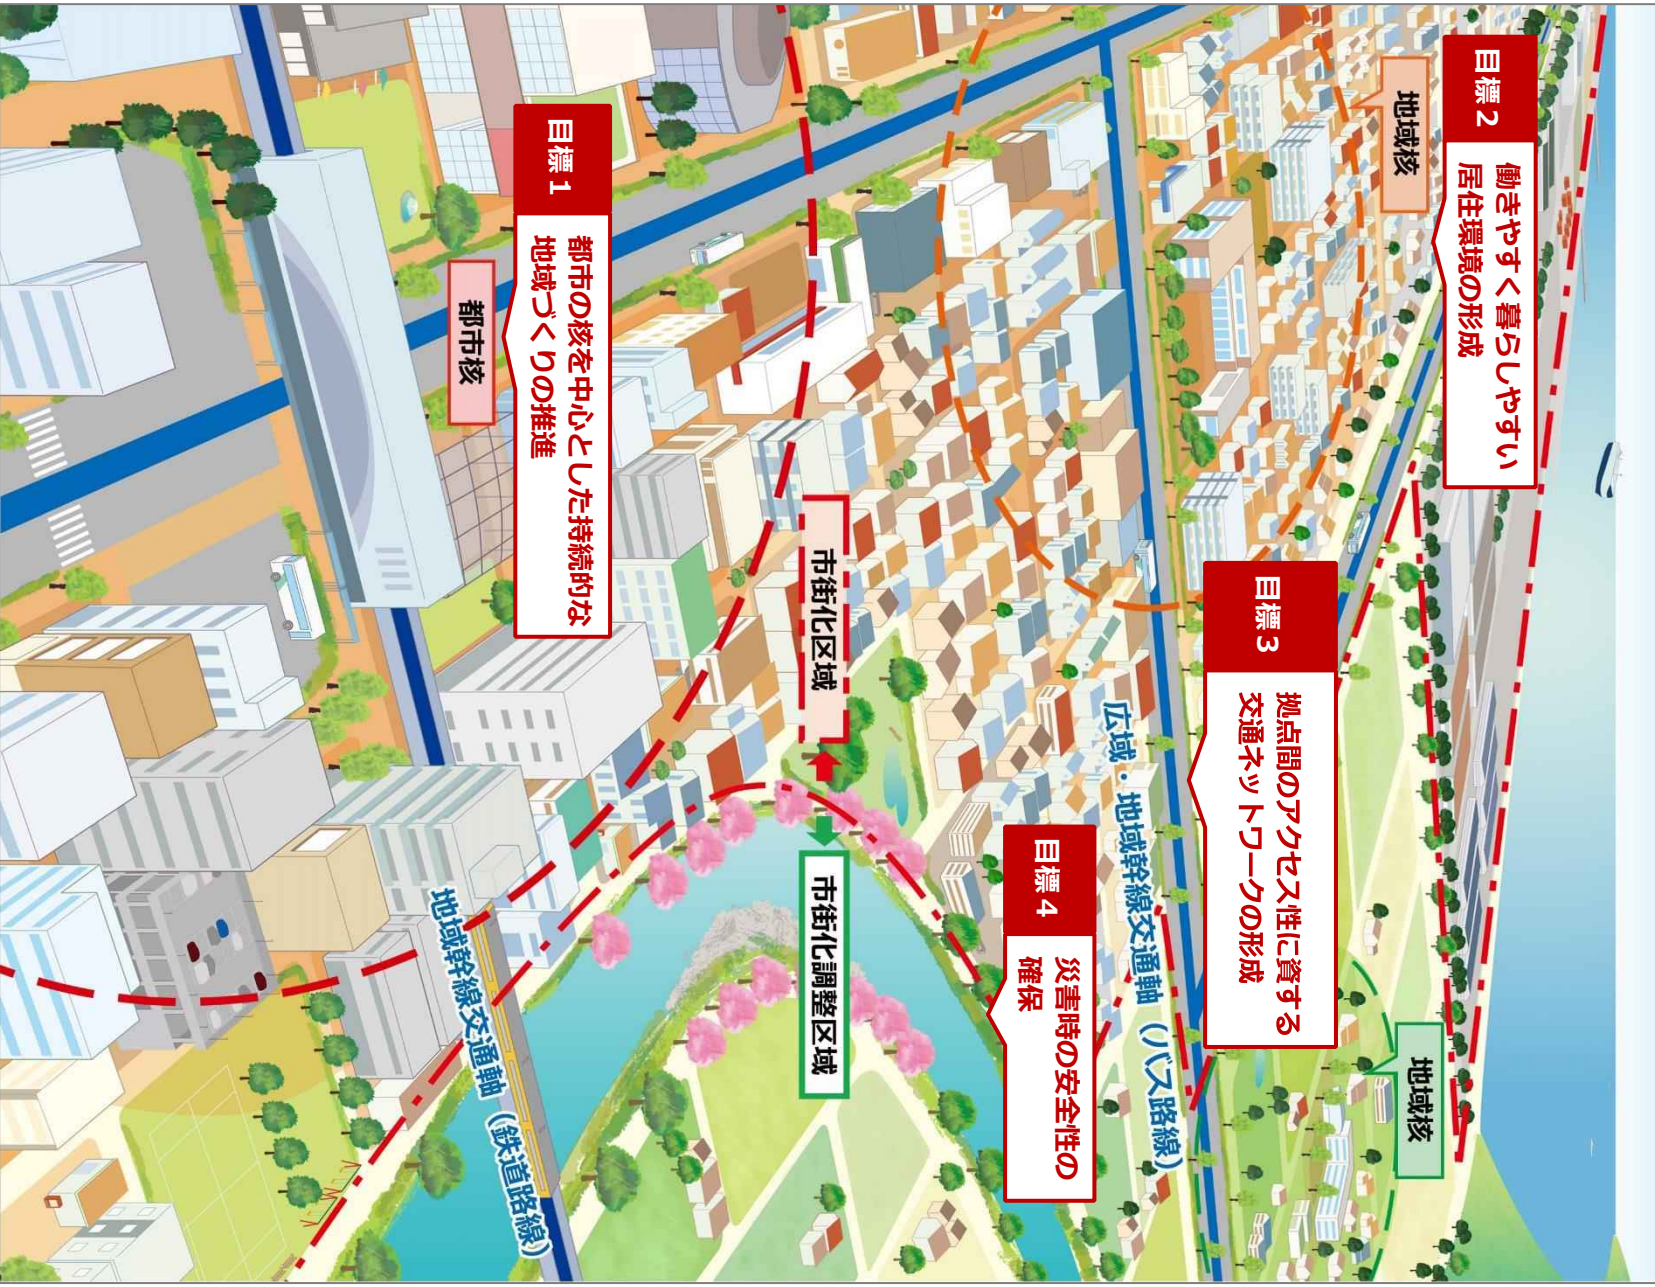 目標２
働きやすく暮らしやすい
居住環境の形成
地域核
目標３
拠点間のアクセス性に資する
交通ネットワークの形成
地域核
広域・地域幹線交通軸（バス路線）
目標４
災害時の安全性の
確保
市街化区域
市街化調整区域
目標１
都市の核を中心とした持続的な
地域づくりの推進
都市核
地域幹線交通軸（鉄道路線）